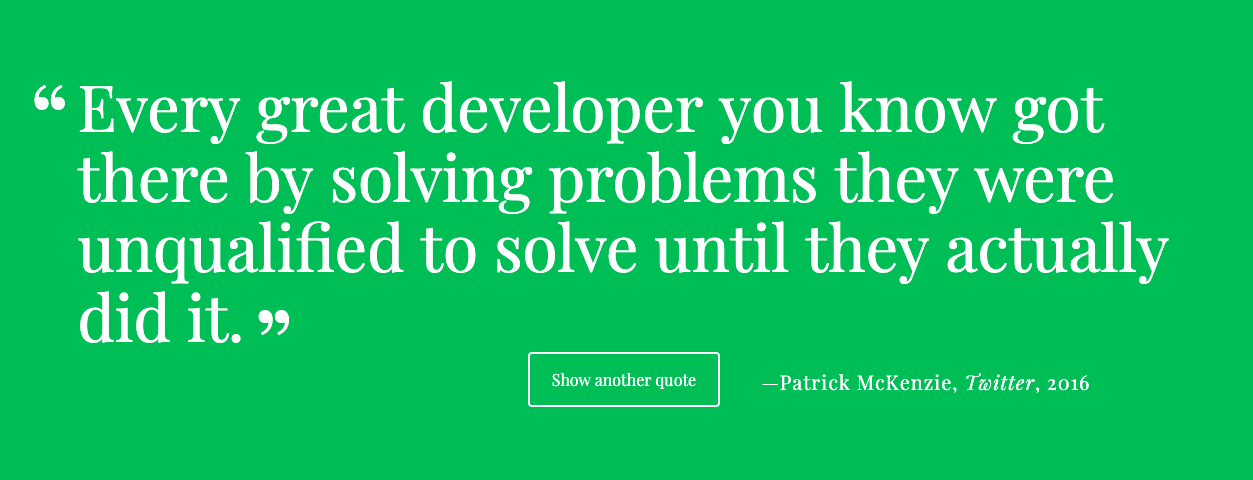 “Every great developer you know got
there by solving problems they were
unqualified to solve until they actually
did it.”
Show another quote
—Patrick McKenzie, Twitter, 2016